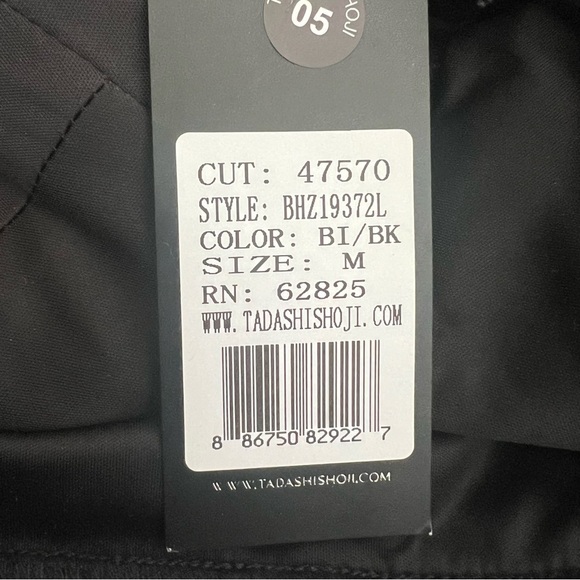 OJI
05
CUT: 47570
STYLE: BHZ19372L
COLOR: BI/BK
SIZE: M
RN: 62825
WWW.TADASHISHOJI.COM
8 86750 82922 7
WWW.TADASHISHOJI.COM